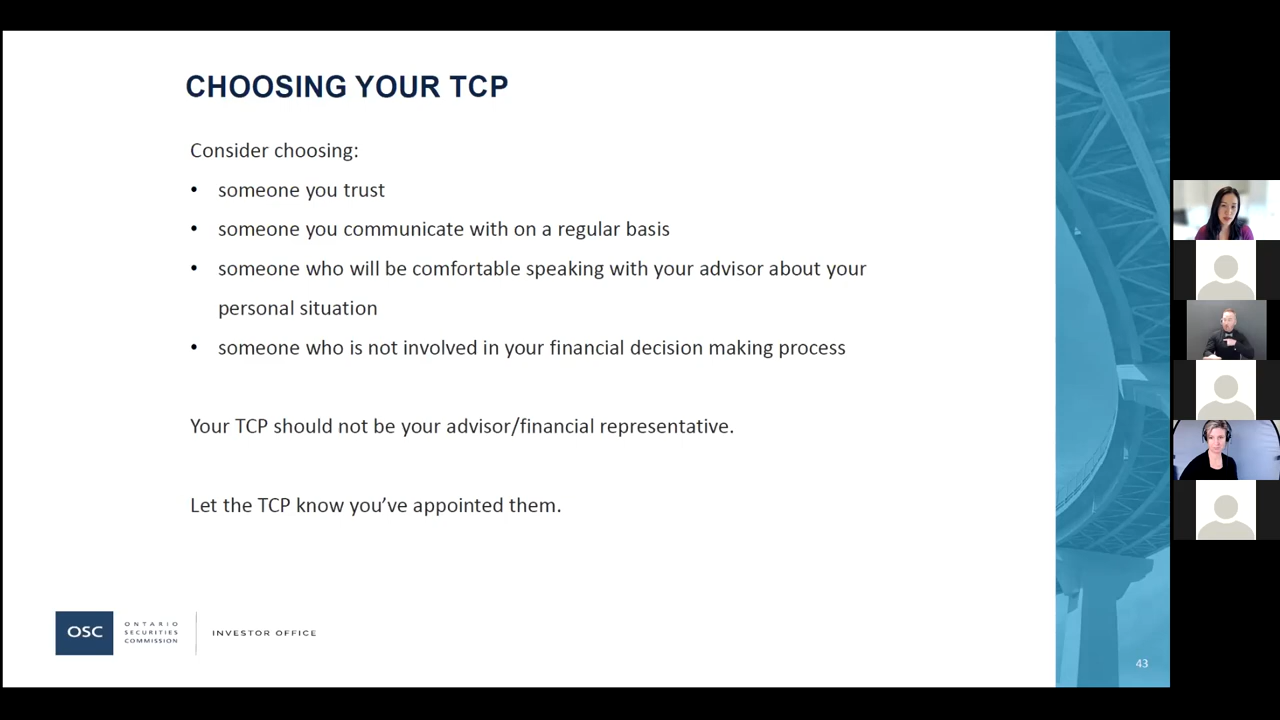 CHOOSING YOUR TCP
Consider choosing:
• someone you trust
• someone you communicate with on a regular basis
• someone who will be comfortable speaking with your advisor about your
personal situation
• someone who is not involved in your financial decision making process
Your TCP should not be your advisor/financial representative.
Let the TCP know you’ve appointed them.
OSC
ONTARIO
SECURITIES
COMMISSION
INVESTOR OFFICE
43